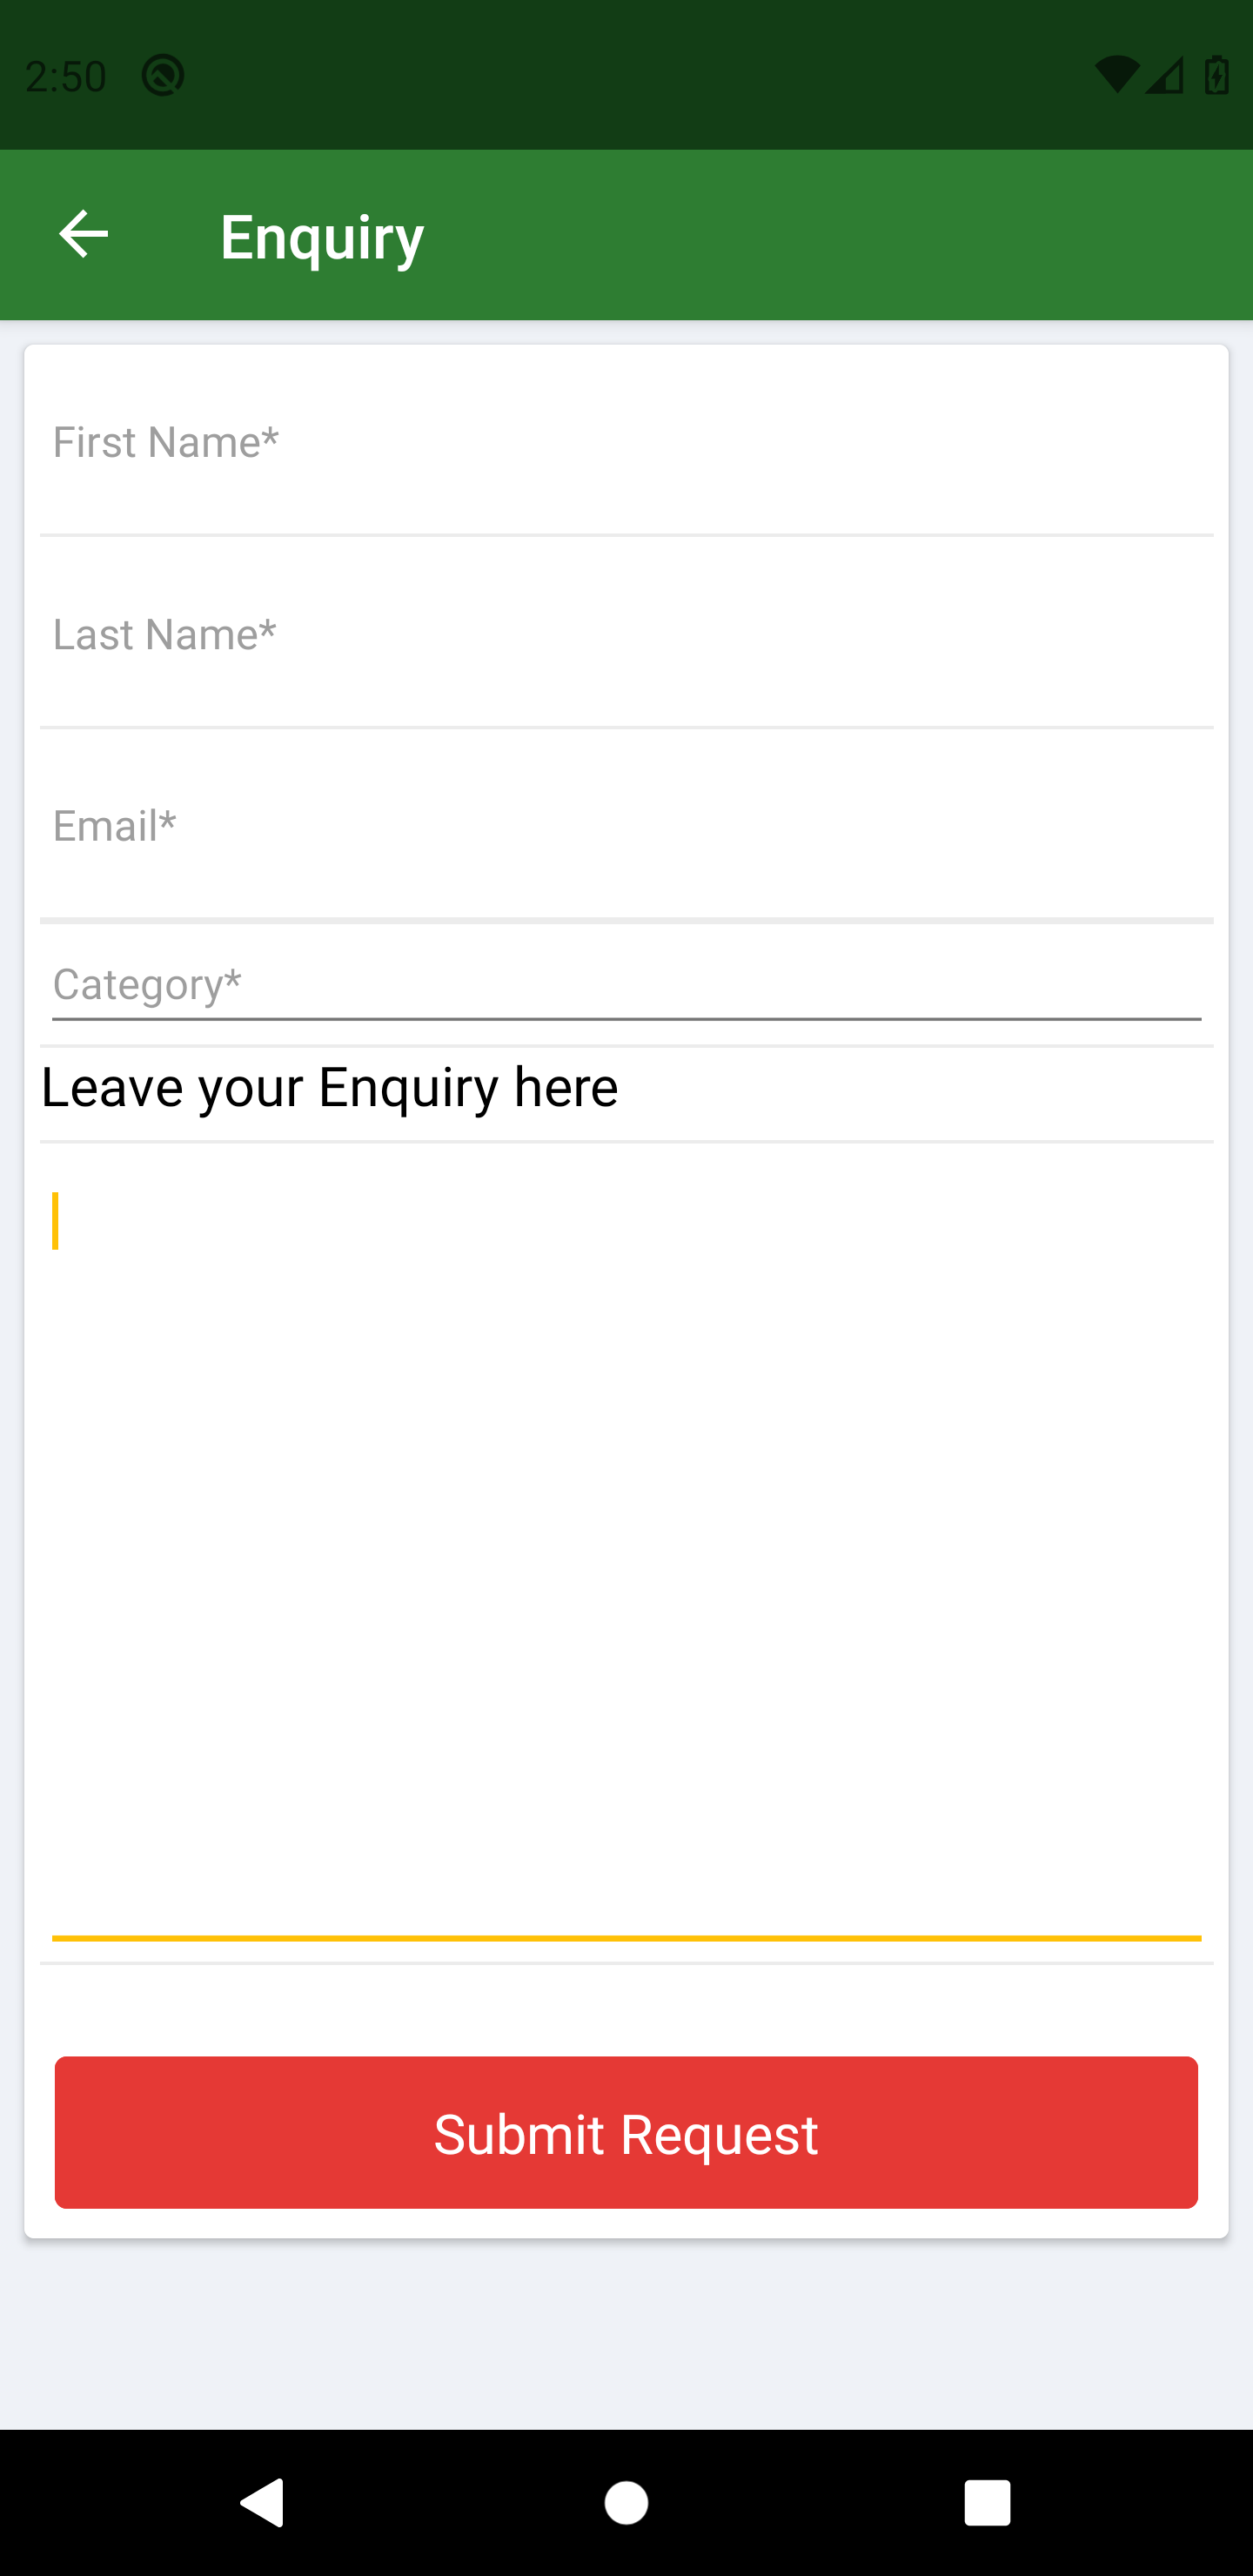 2:50
Enquiry
First Name*
Last Name*
Email*
Category*
Leave your Enquiry here
Submit Request